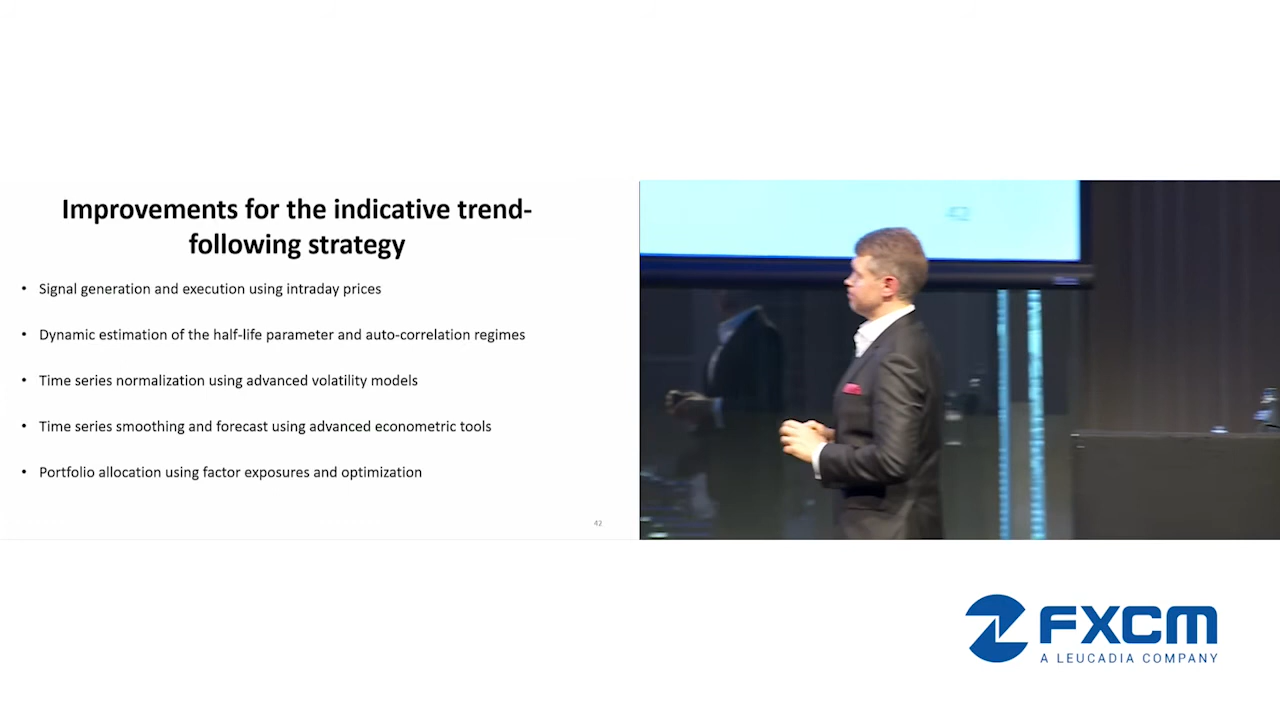 Improvements for the indicative trend-
following strategy
• Signal generation and execution using intraday prices
• Dynamic estimation of the half-life parameter and auto-correlation regimes
• Time series normalization using advanced volatility models
• Time series smoothing and forecast using advanced econometric tools
• Portfolio allocation using factor exposures and optimization
42
42
FXCM
A LEUCADIA COMPANY